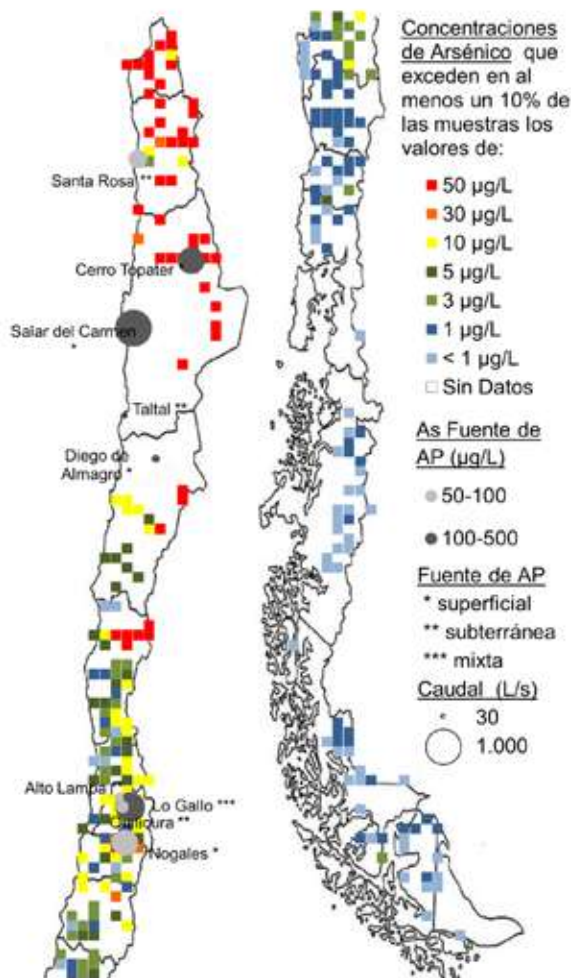 Concentraciones
de Arsénico que
exceden en al
menos un 10% de
las muestras los
valores de:
50 µg/L
30 µg/L
10 µg/L
5 µg/L
3 µg/L
1 µg/L
< 1 µg/L
Sin Datos
As Fuente de
AP (µg/L)
50-100
100-500
Fuente de AP
* superficial
** subterránea
*** mixta
Caudal (L/s)
30
1.000
Santa Rosa **
Cerro Topater *
Salar del Carmen
*
Taltal **
Diego de
Almagro *
Alto Lampa
Lo Gallo ***
Chilicura **
Nogales *